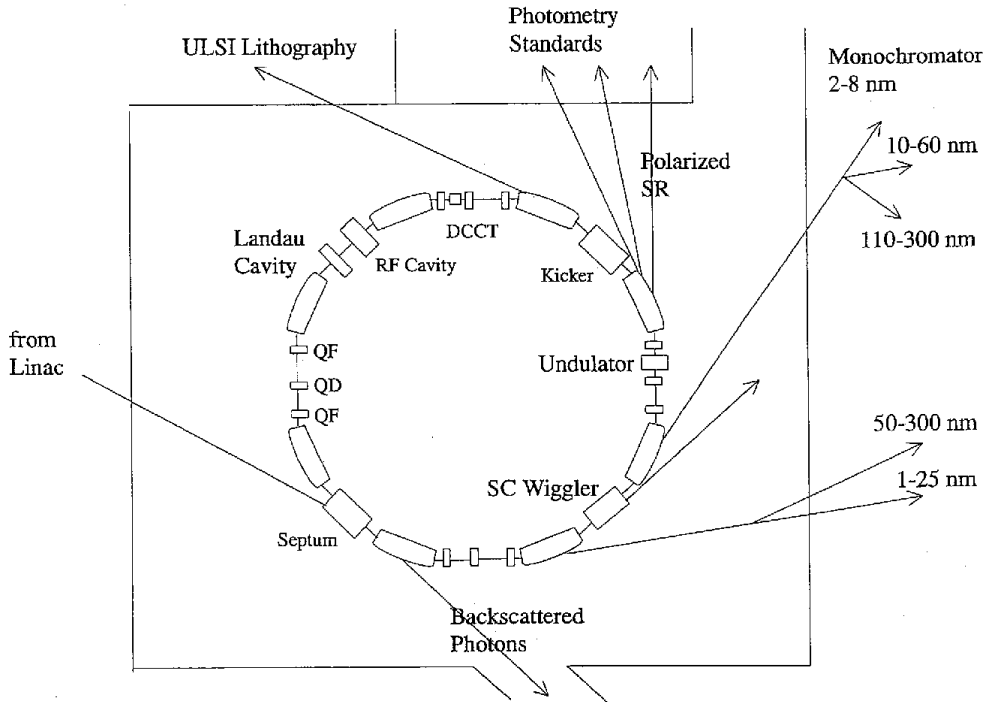 Photometry
Standards
ULSI Lithography
Monochromator
2-8 nm
10-60 nm
Polarized
SR
110-300 nm
DCCT
Landau
Cavity
RF Cavity
Kicker
from
Linac
QF
QD
QF
Undulator
50-300 nm
1-25 nm
SC Wiggler
Septum
Backscattered
Photons